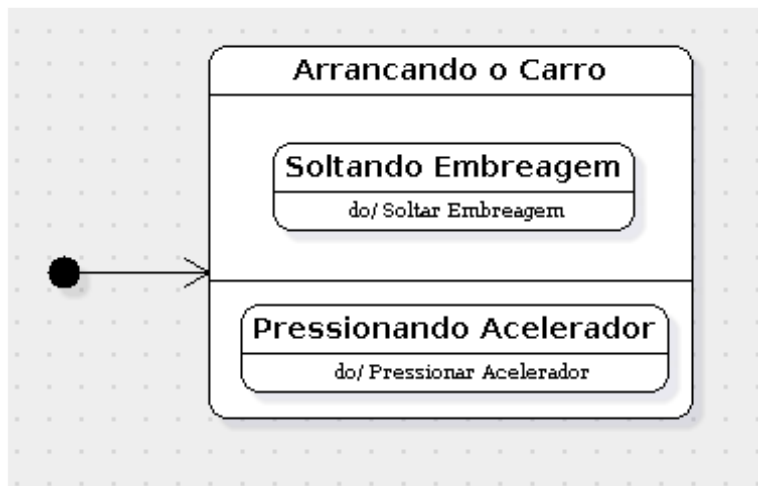 Arrancando o Carro
Soltando Embreagem
do/ Soltar Embreagem
Pressionando Acelerador
do/ Pressionar Acelerador